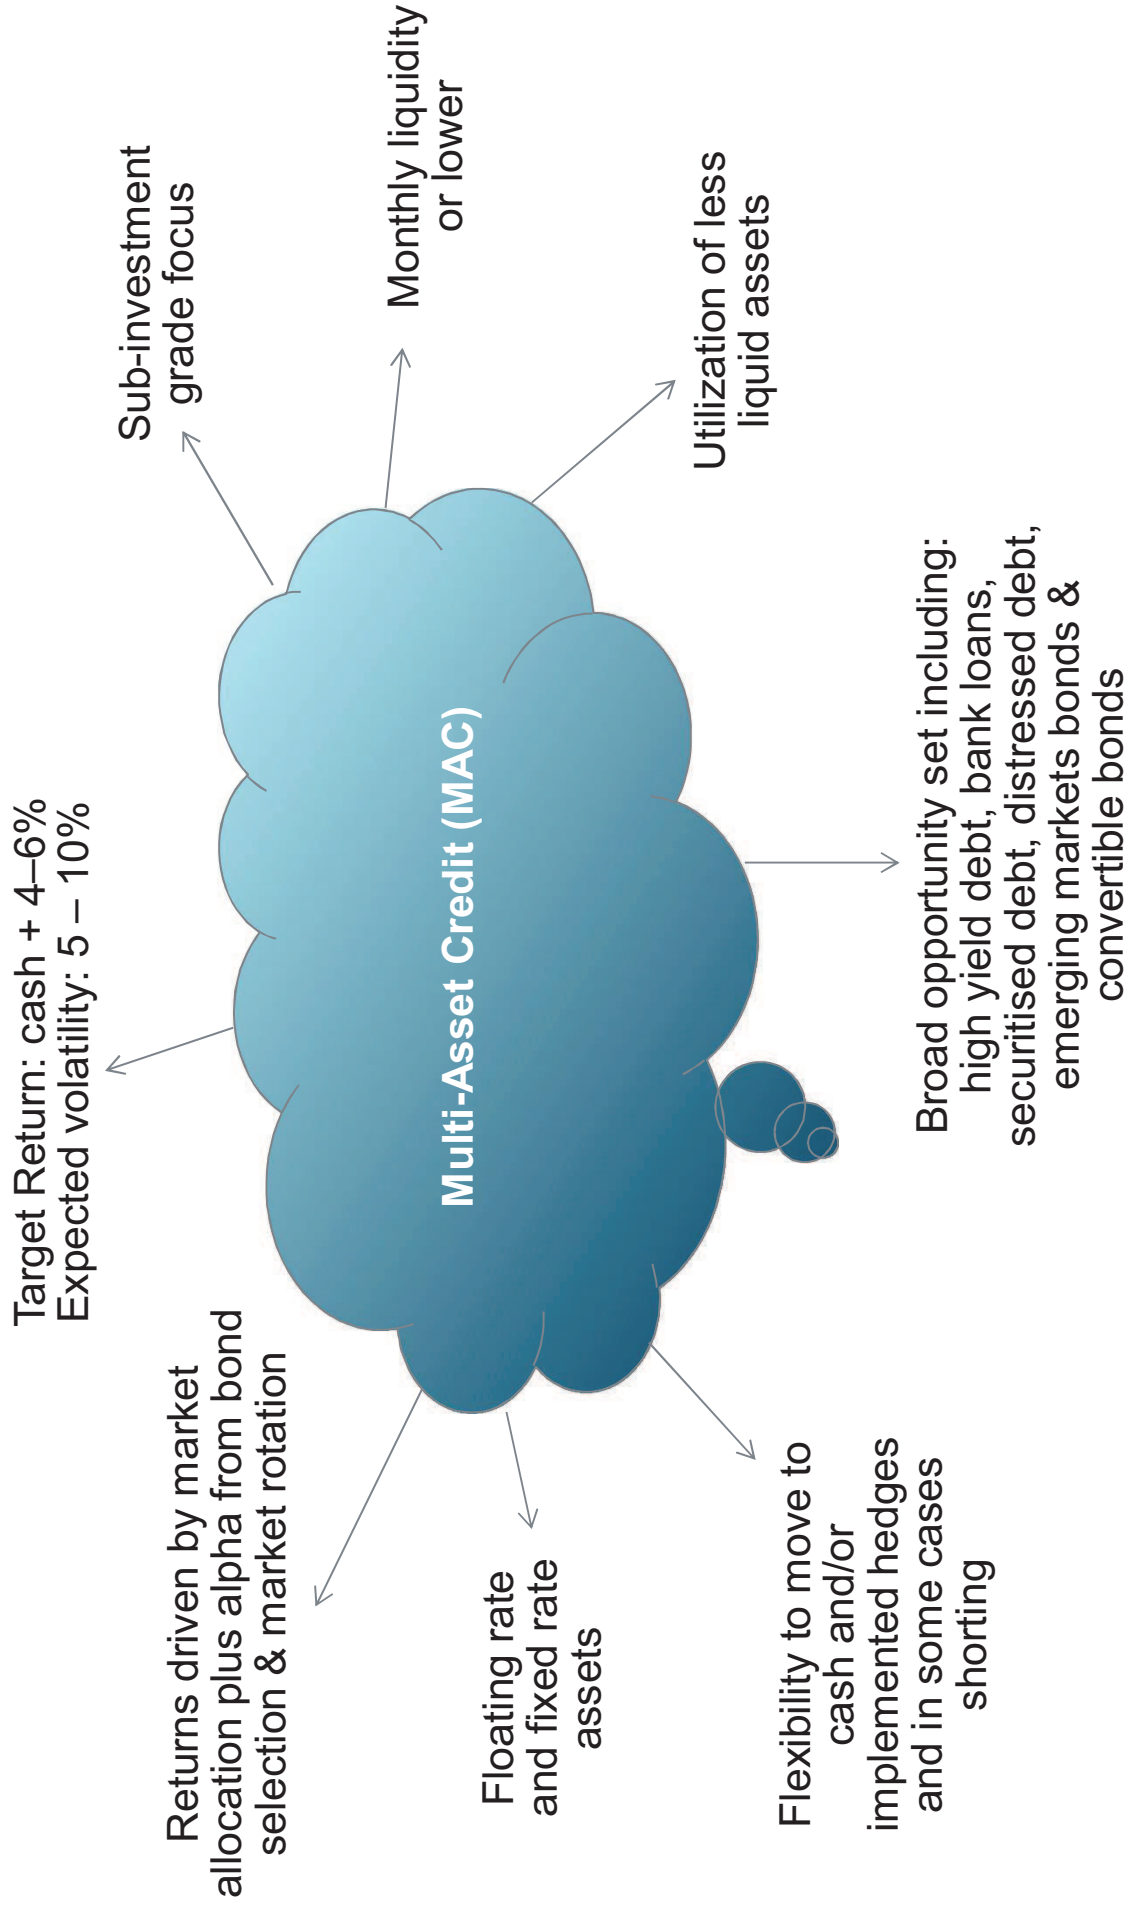 Target Return: cash + 4–6%
Expected volatility: 5 – 10%
Returns driven by market
allocation plus alpha from bond
selection & market rotation
Sub-investment
grade focus
Multi-Asset Credit (MAC)
Monthly liquidity
or lower
Floating rate
and fixed rate
assets
Utilization of less
liquid assets
Flexibility to move to
cash and/or
implemented hedges
and in some cases
shorting
Broad opportunity set including:
high yield debt, bank loans,
securitised debt, distressed debt,
emerging markets bonds &
convertible bonds